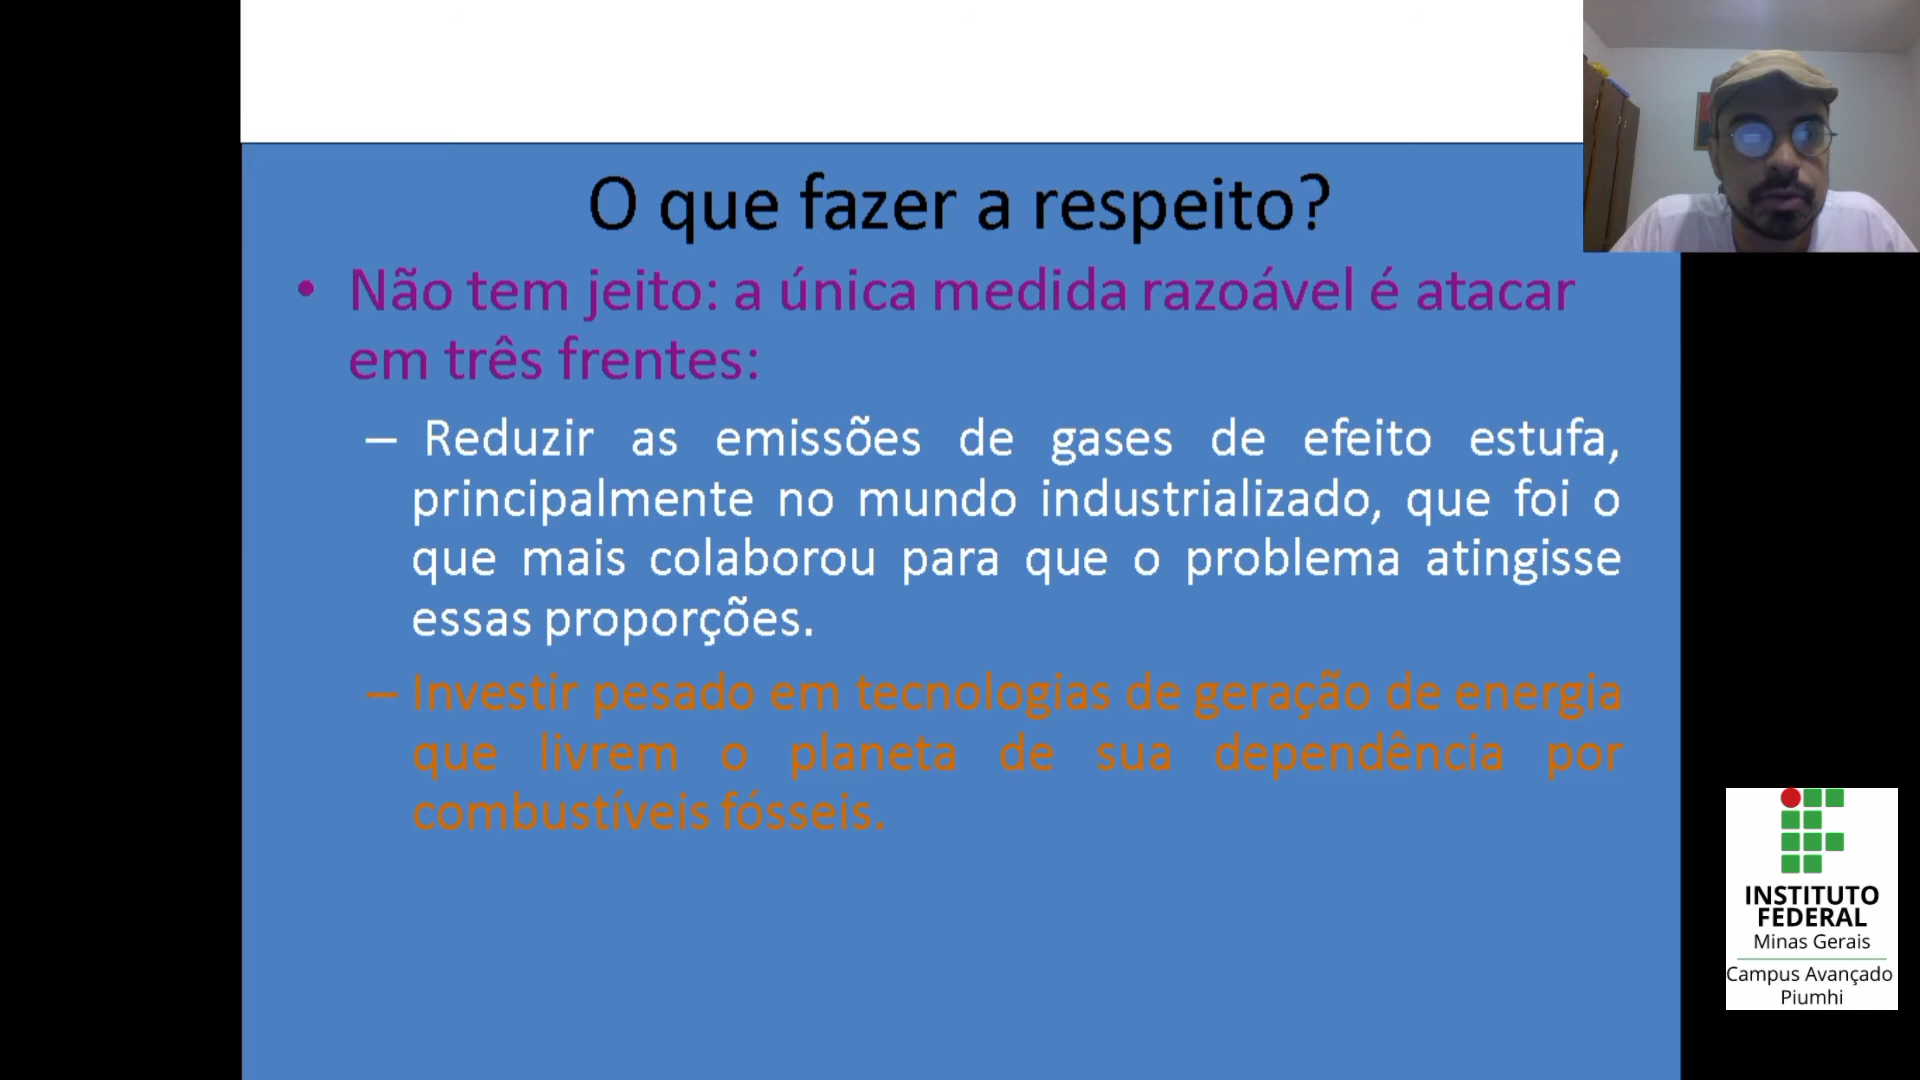 O que fazer a respeito?
• Não tem jeito: a única medida razoável é atacar
em três frentes:
– Reduzir as emissões de gases de efeito estufa,
principalmente no mundo industrializado, que foi o
que mais colaborou para que o problema atingisse
essas proporções.
– Investir pesado em tecnologias de geração de energia
que livrem o planeta de sua dependência por
combustíveis fósseis.
INSTITUTO
FEDERAL
Minas Gerais
Campus Avançado
Piumhi